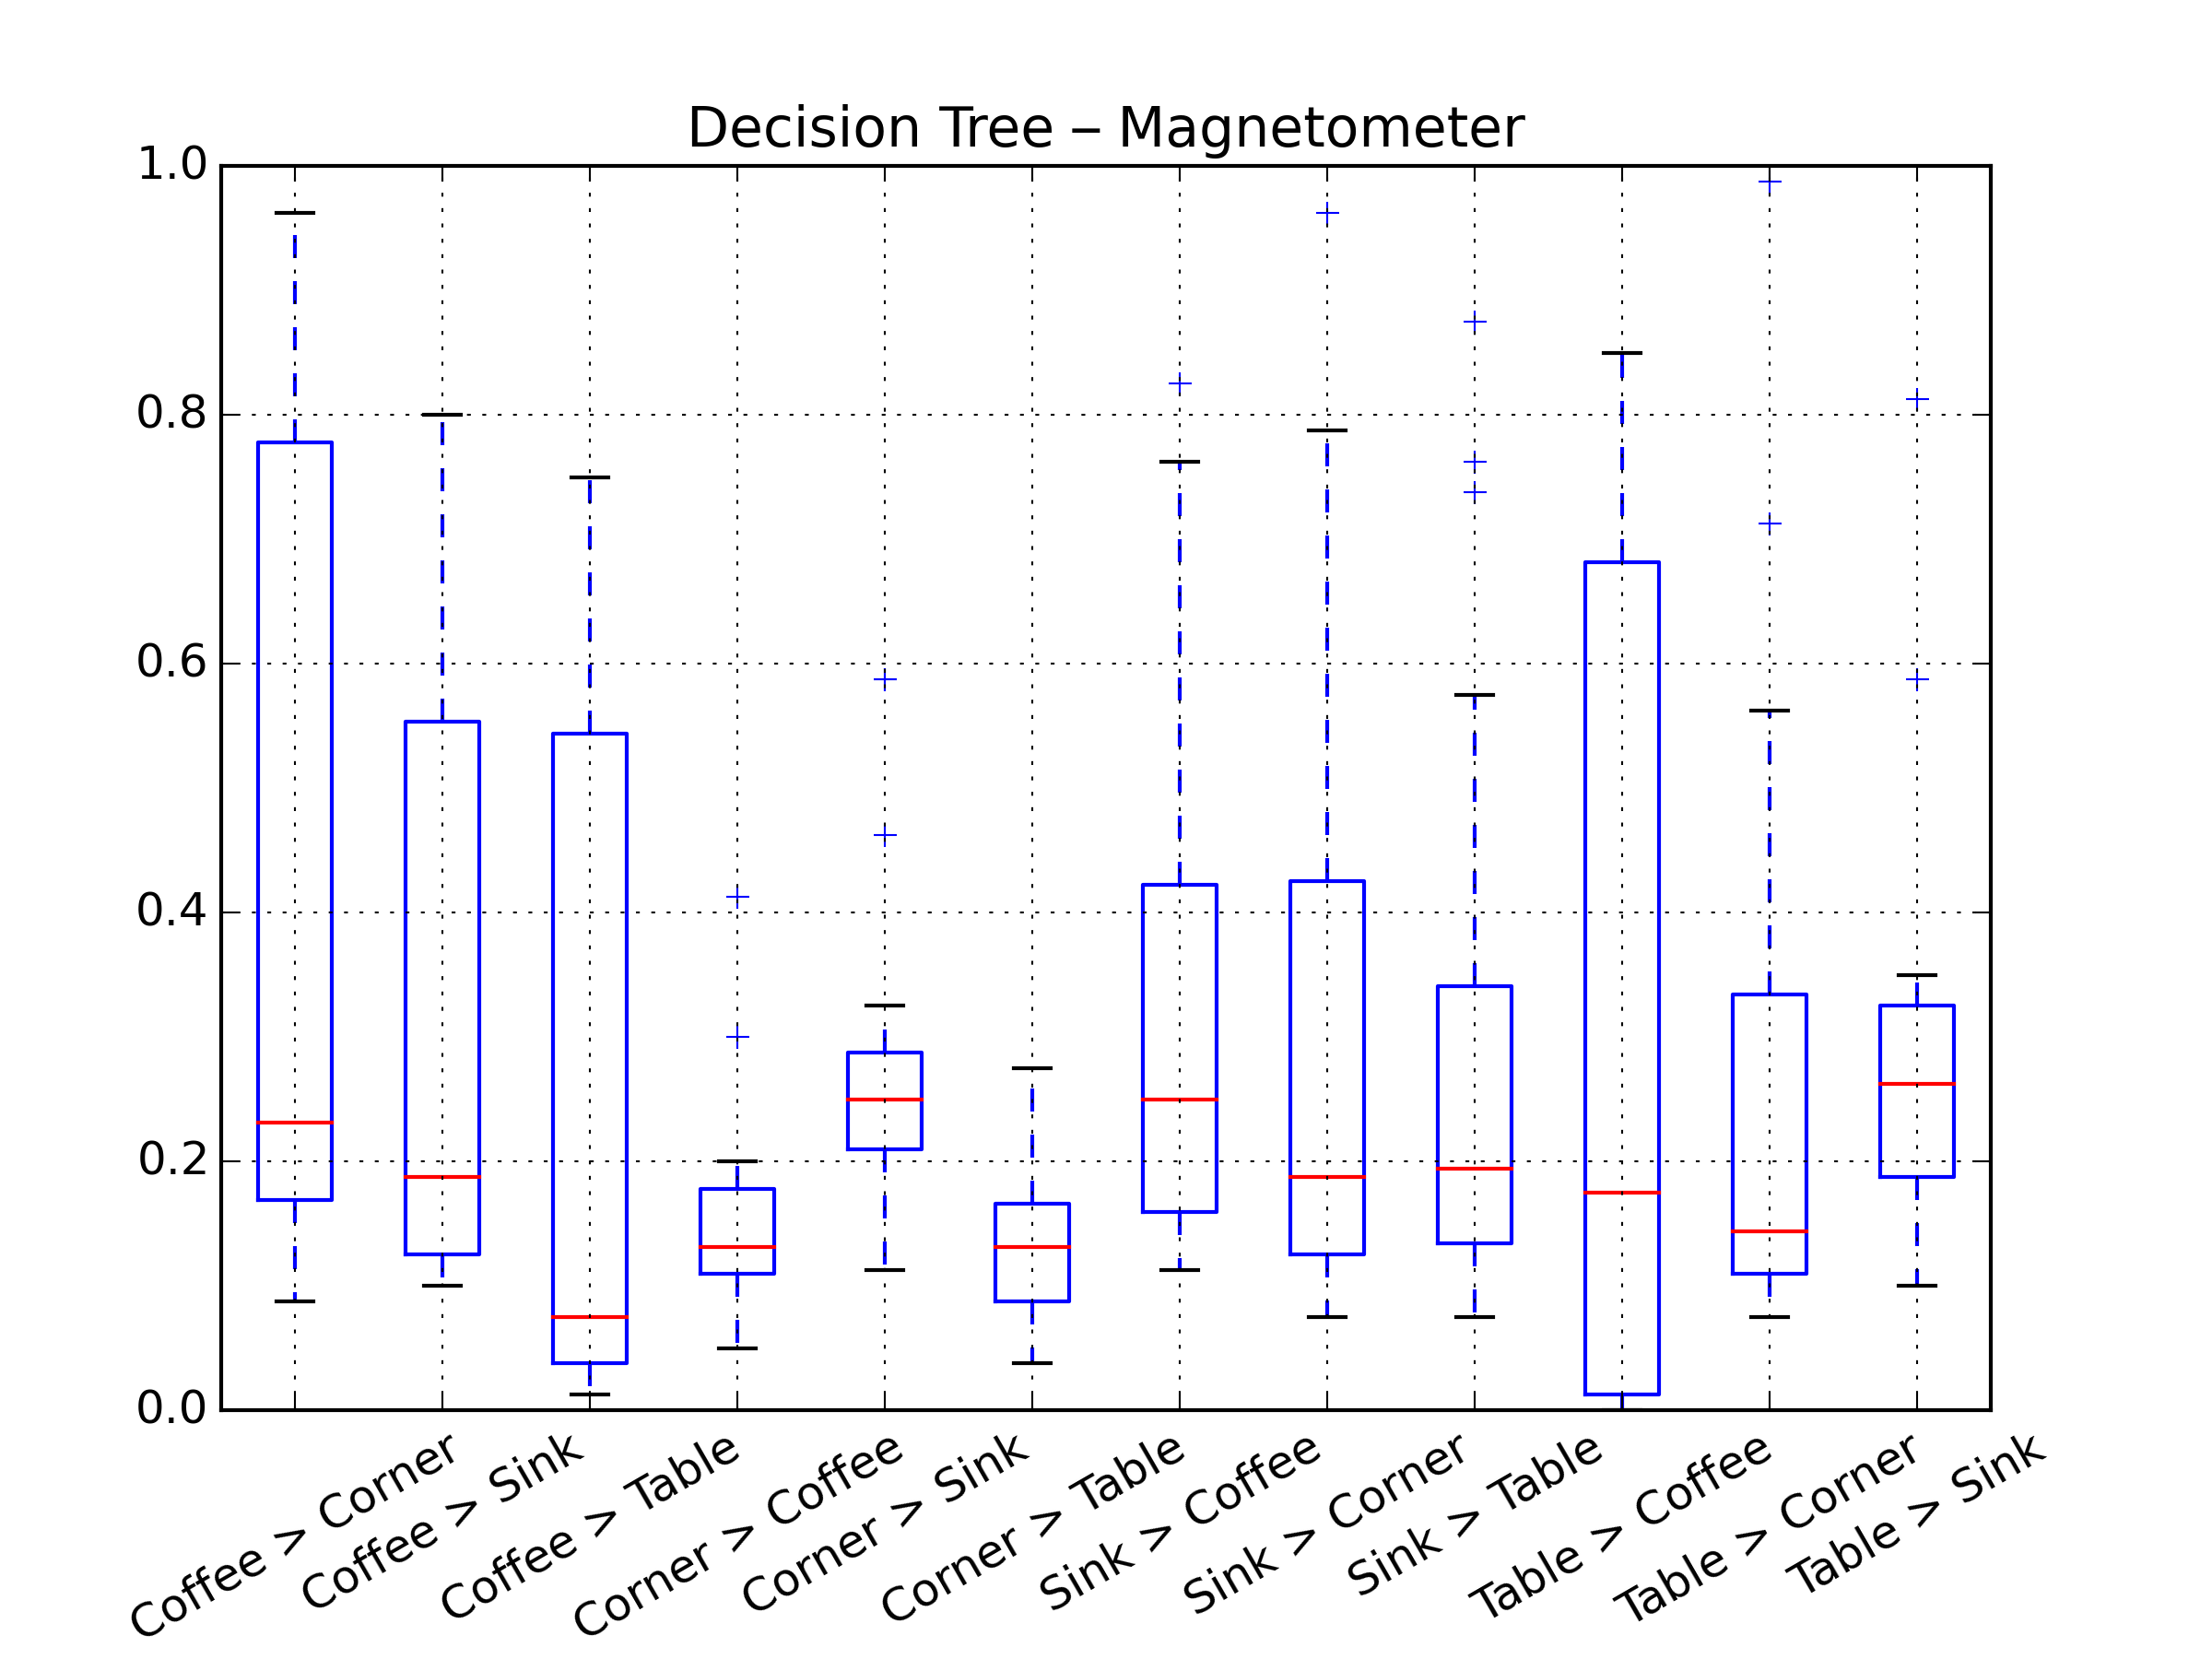 Decision Tree – Magnetometer
1.0
0.8
0.6
0.4
0.2
0.0
Coffee > Corner
Coffee > Sink
Coffee > Table
Corner > Coffee
Corner > Sink
Corner > Table
Sink > Coffee
Sink > Corner
Sink > Table
Table > Coffee
Table > Corner
Table > Sink